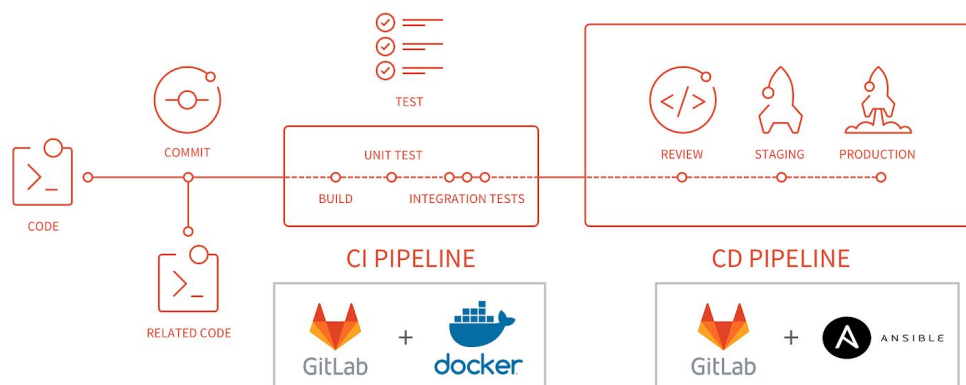 TEST
COMMIT
UNIT TEST
REVIEW
STAGING
PRODUCTION
BUILD
INTEGRATION TESTS
CODE
RELATED CODE
CI PIPELINE
CD PIPELINE
GitLab
+
docker
GitLab
+
A
ANSIBLE